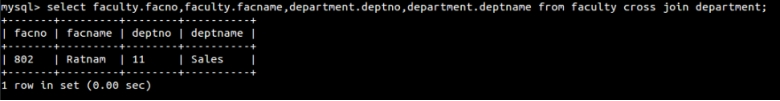 mysql> select faculty.facno,faculty.facname,department.deptno,department.deptname from faculty cross join department;
+-------+---------+--------+----------+
| facno | facname | deptno | deptname |
+-------+---------+--------+----------+
| 802   | Ratnam  | 11     | Sales    |
+-------+---------+--------+----------+
1 row in set (0.00 sec)